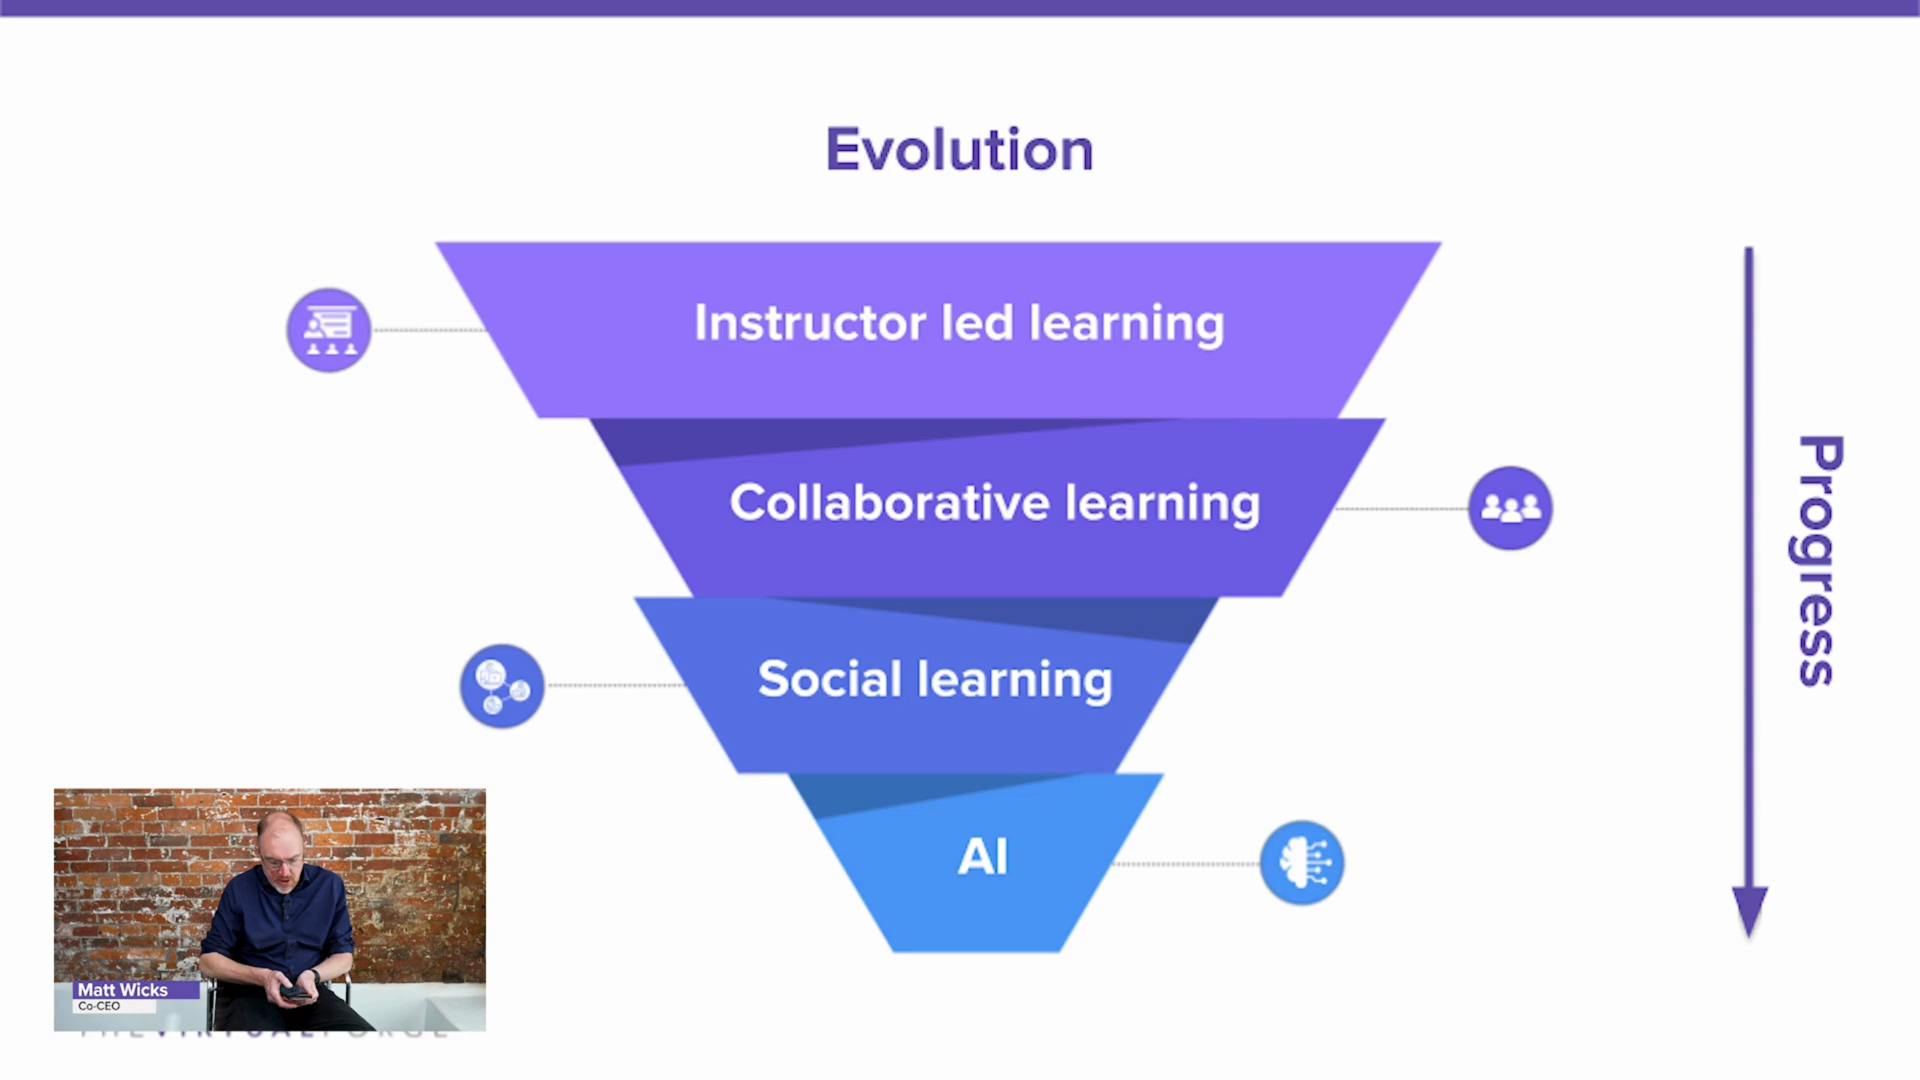 Evolution
Instructor led learning
Collaborative learning
Social learning
AI
Progress
Matt Wicks
Co-CEO